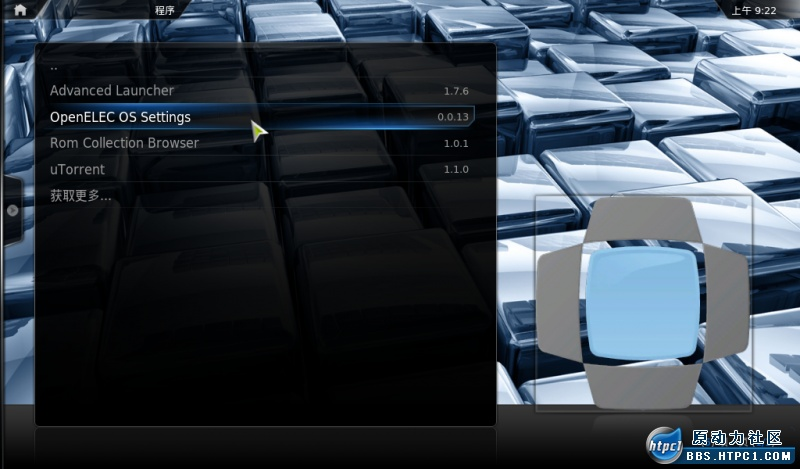 程序
上午 9:22
..
Advanced Launcher 1.7.6
OpenELEC OS Settings 0.0.13
Rom Collection Browser 1.0.1
uTorrent 1.1.0
获取更多...
htpc1 原动力社区
BBS.HTPC1.COM